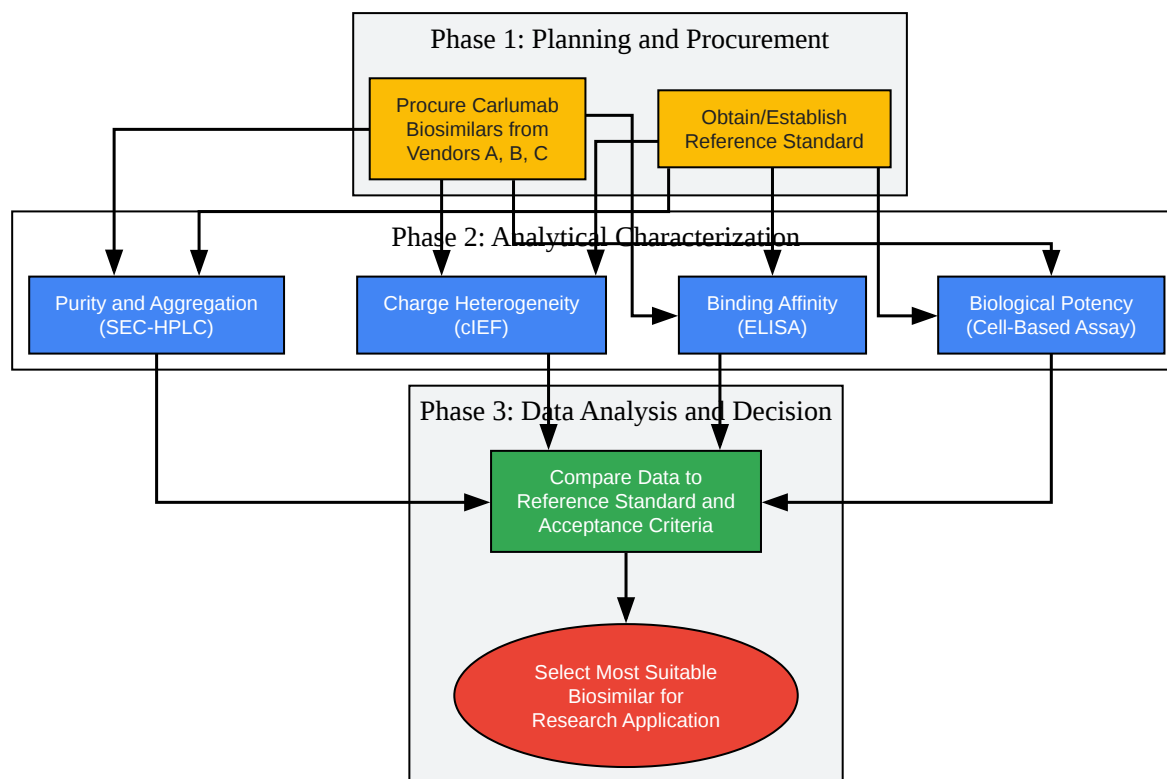 Phase 1: Planning and Procurement
Procure Carlumab
Biosimilars from
Vendors A, B, C
Obtain/Establish
Reference Standard
Phase 2: Analytical Characterization
Purity and Aggregation
(SEC-HPLC)
Charge Heterogeneity
(cIEF)
Binding Affinity
(ELISA)
Biological Potency
(Cell-Based Assay)
Phase 3: Data Analysis and Decision
Compare Data to
Reference Standard and
Acceptance Criteria
Select Most Suitable
Biosimilar for
Research Application